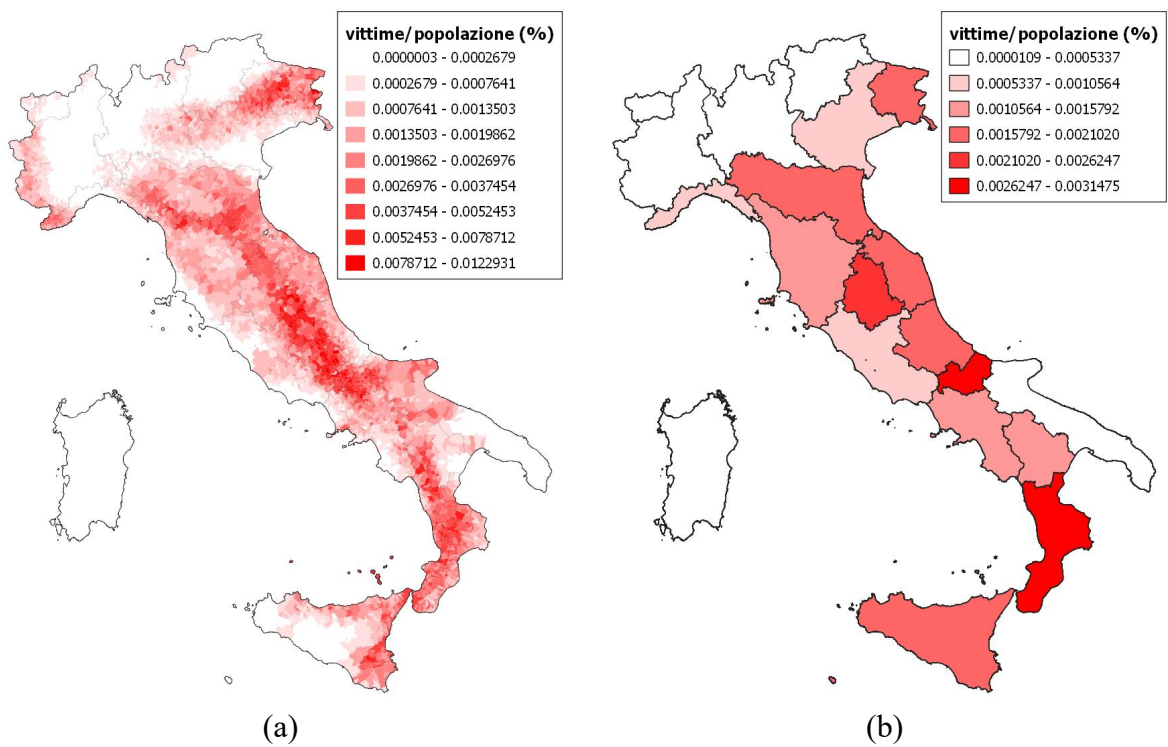 vittime/popolazione (%)
0.0000003 - 0.0002679
0.0002679 - 0.0007641
0.0007641 - 0.0013503
0.0013503 - 0.0019862
0.0019862 - 0.0026976
0.0026976 - 0.0037454
0.0037454 - 0.0052453
0.0052453 - 0.0078712
0.0078712 - 0.0122931
(a)
vittime/popolazione (%)
0.0000109 - 0.0005337
0.0005337 - 0.0010564
0.0010564 - 0.0015792
0.0015792 - 0.0021020
0.0021020 - 0.0026247
0.0026247 - 0.0031475
(b)